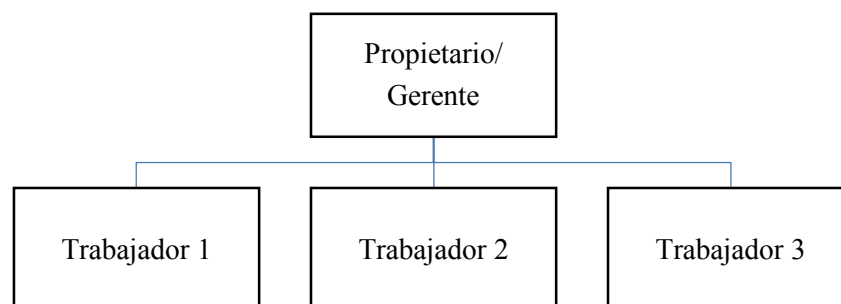 Propietario/
Gerente
Trabajador 1
Trabajador 2
Trabajador 3